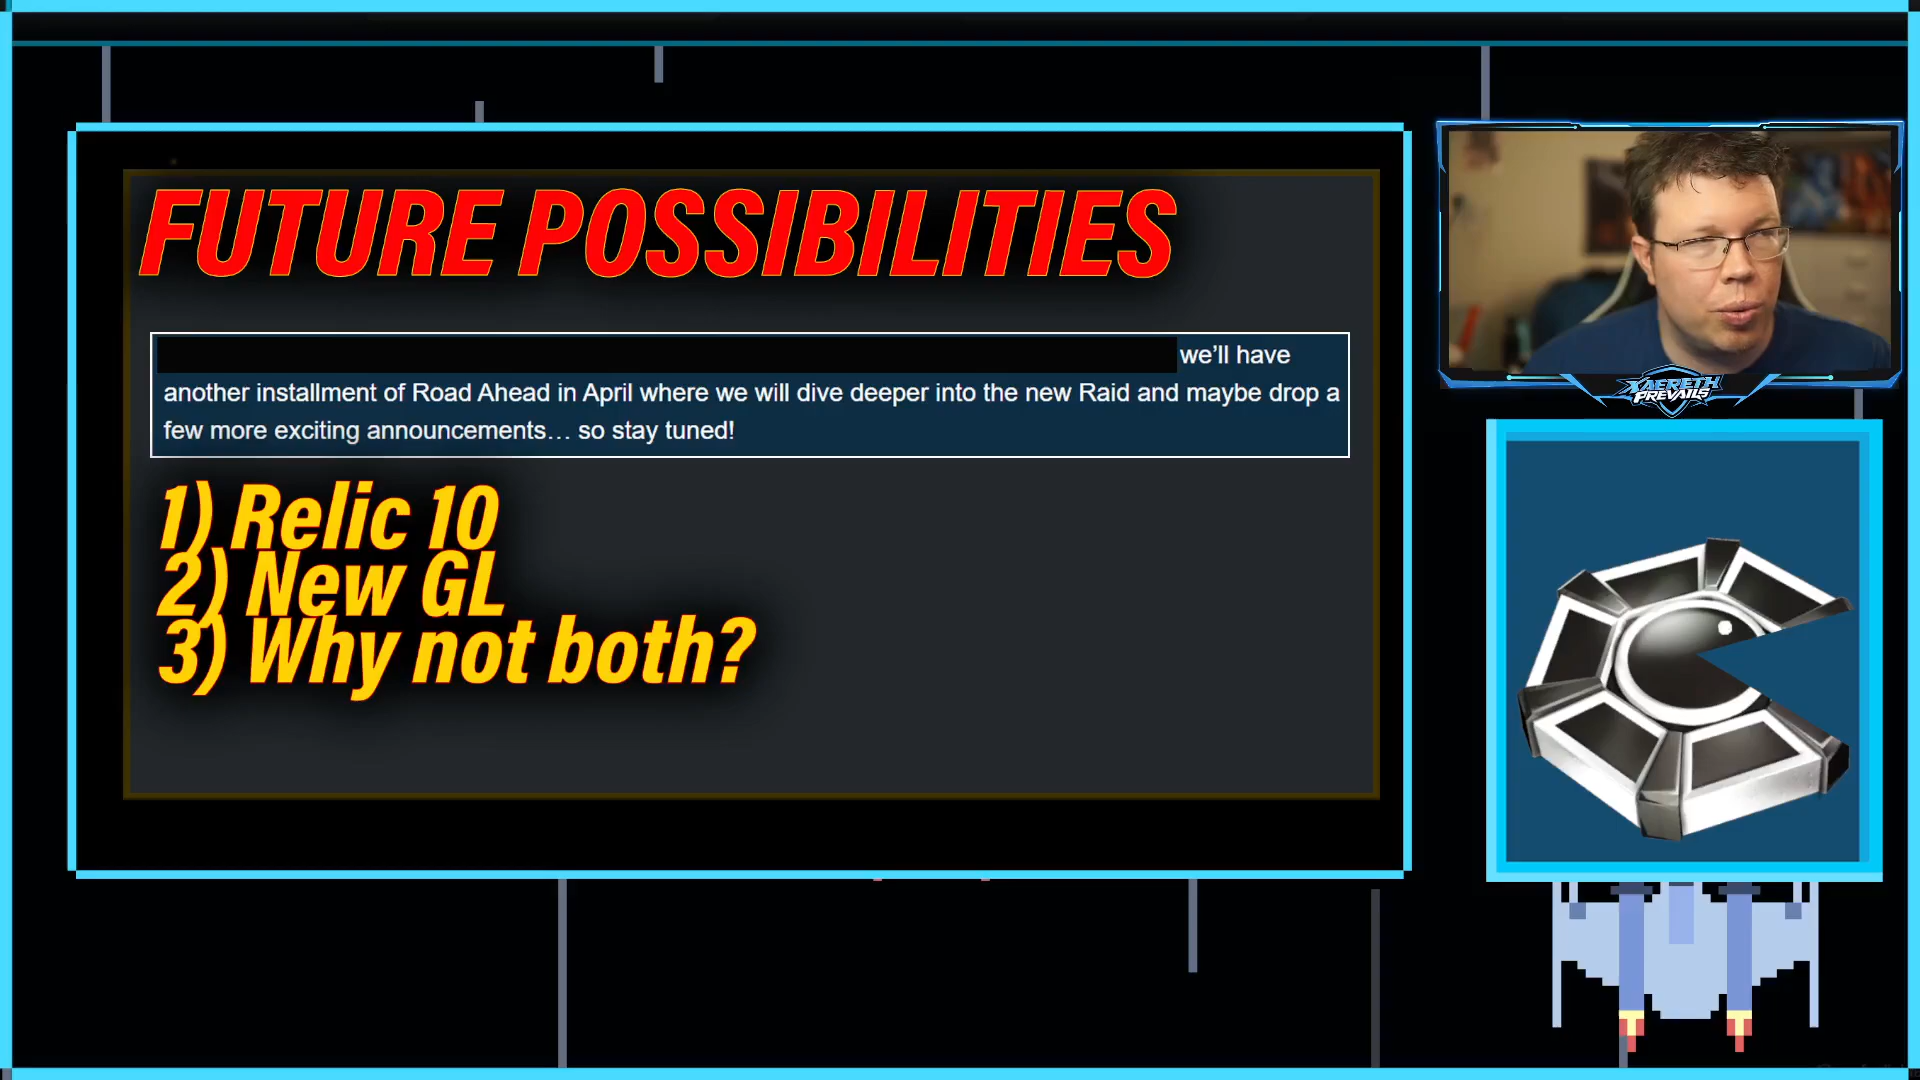 FUTURE POSSIBILITIES
we'll have
another installment of Road Ahead in April where we will dive deeper into the new Raid and maybe drop a
few more exciting announcements… so stay tuned!
1) Relic 10
2) New GL
3) Why not both?
XAERETH
PREVAILS